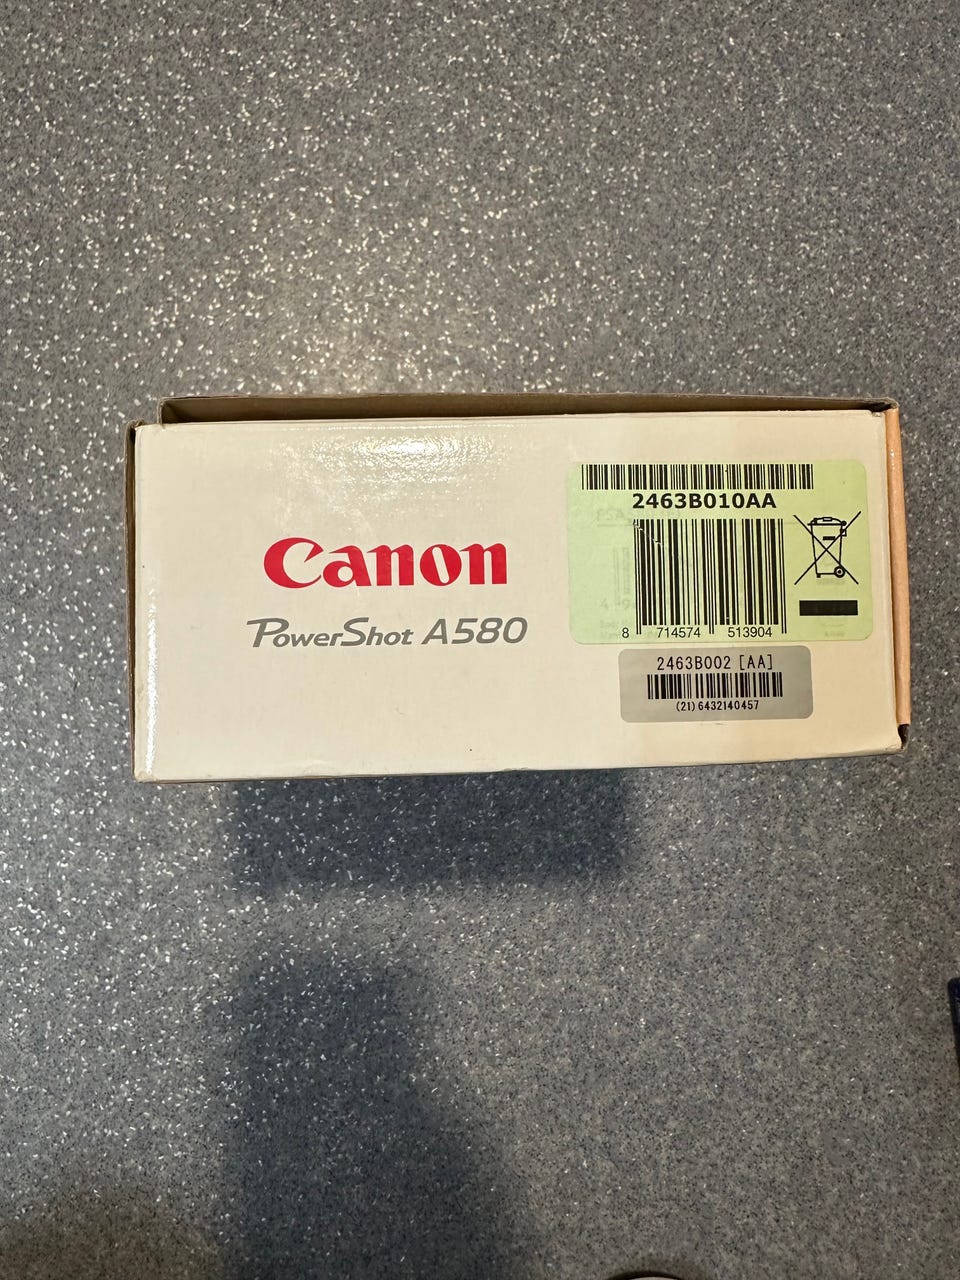 Canon
PowerShot A580
2463B010AA
8 714574 513904
2463B002 [AA]
(21)6432140457